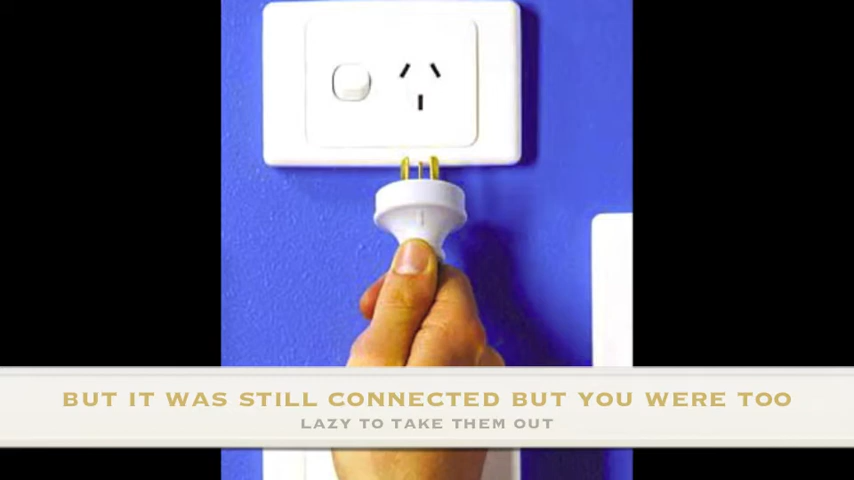 BUT IT WAS STILL CONNECTED BUT YOU WERE TOO
LAZY TO TAKE THEM OUT